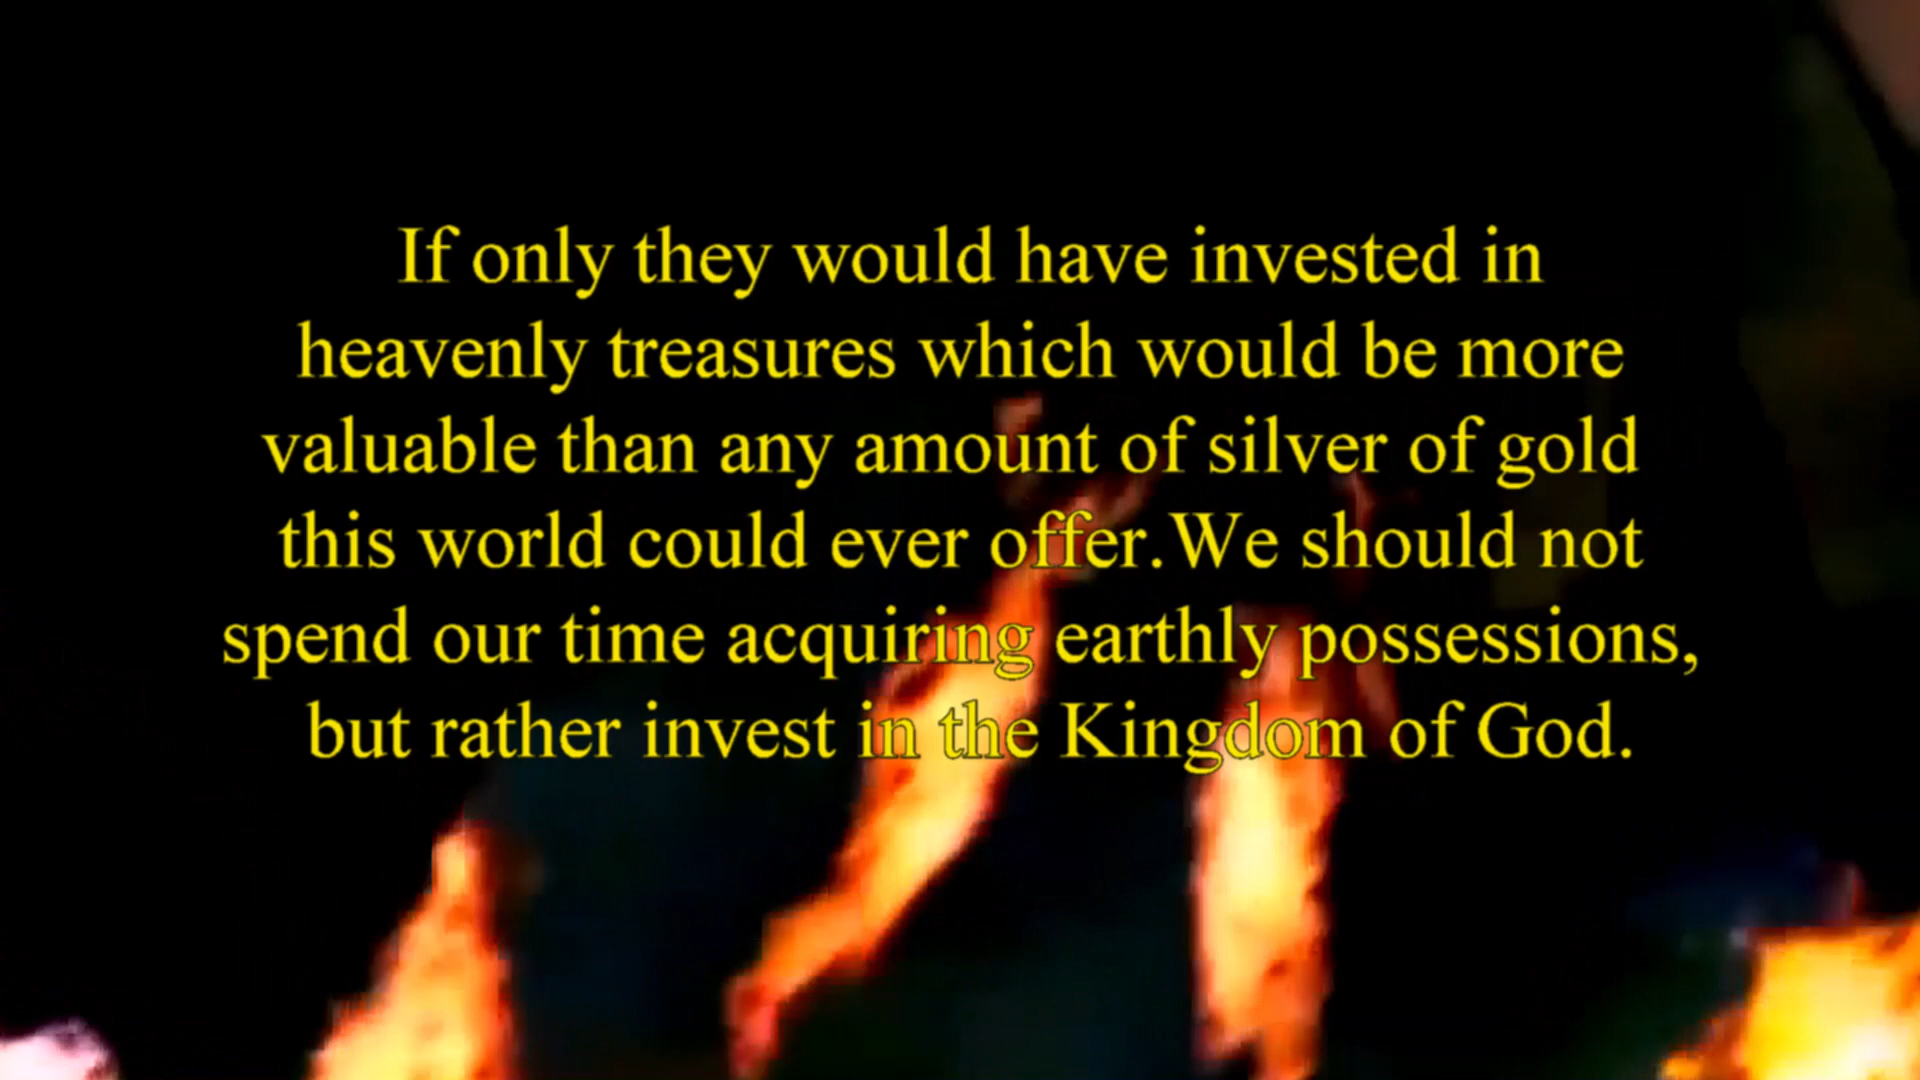 If only they would have invested in
heavenly treasures which would be more
valuable than any amount of silver of gold
this world could ever offer.We should not
spend our time acquiring earthly possessions,
but rather invest in the Kingdom of God.